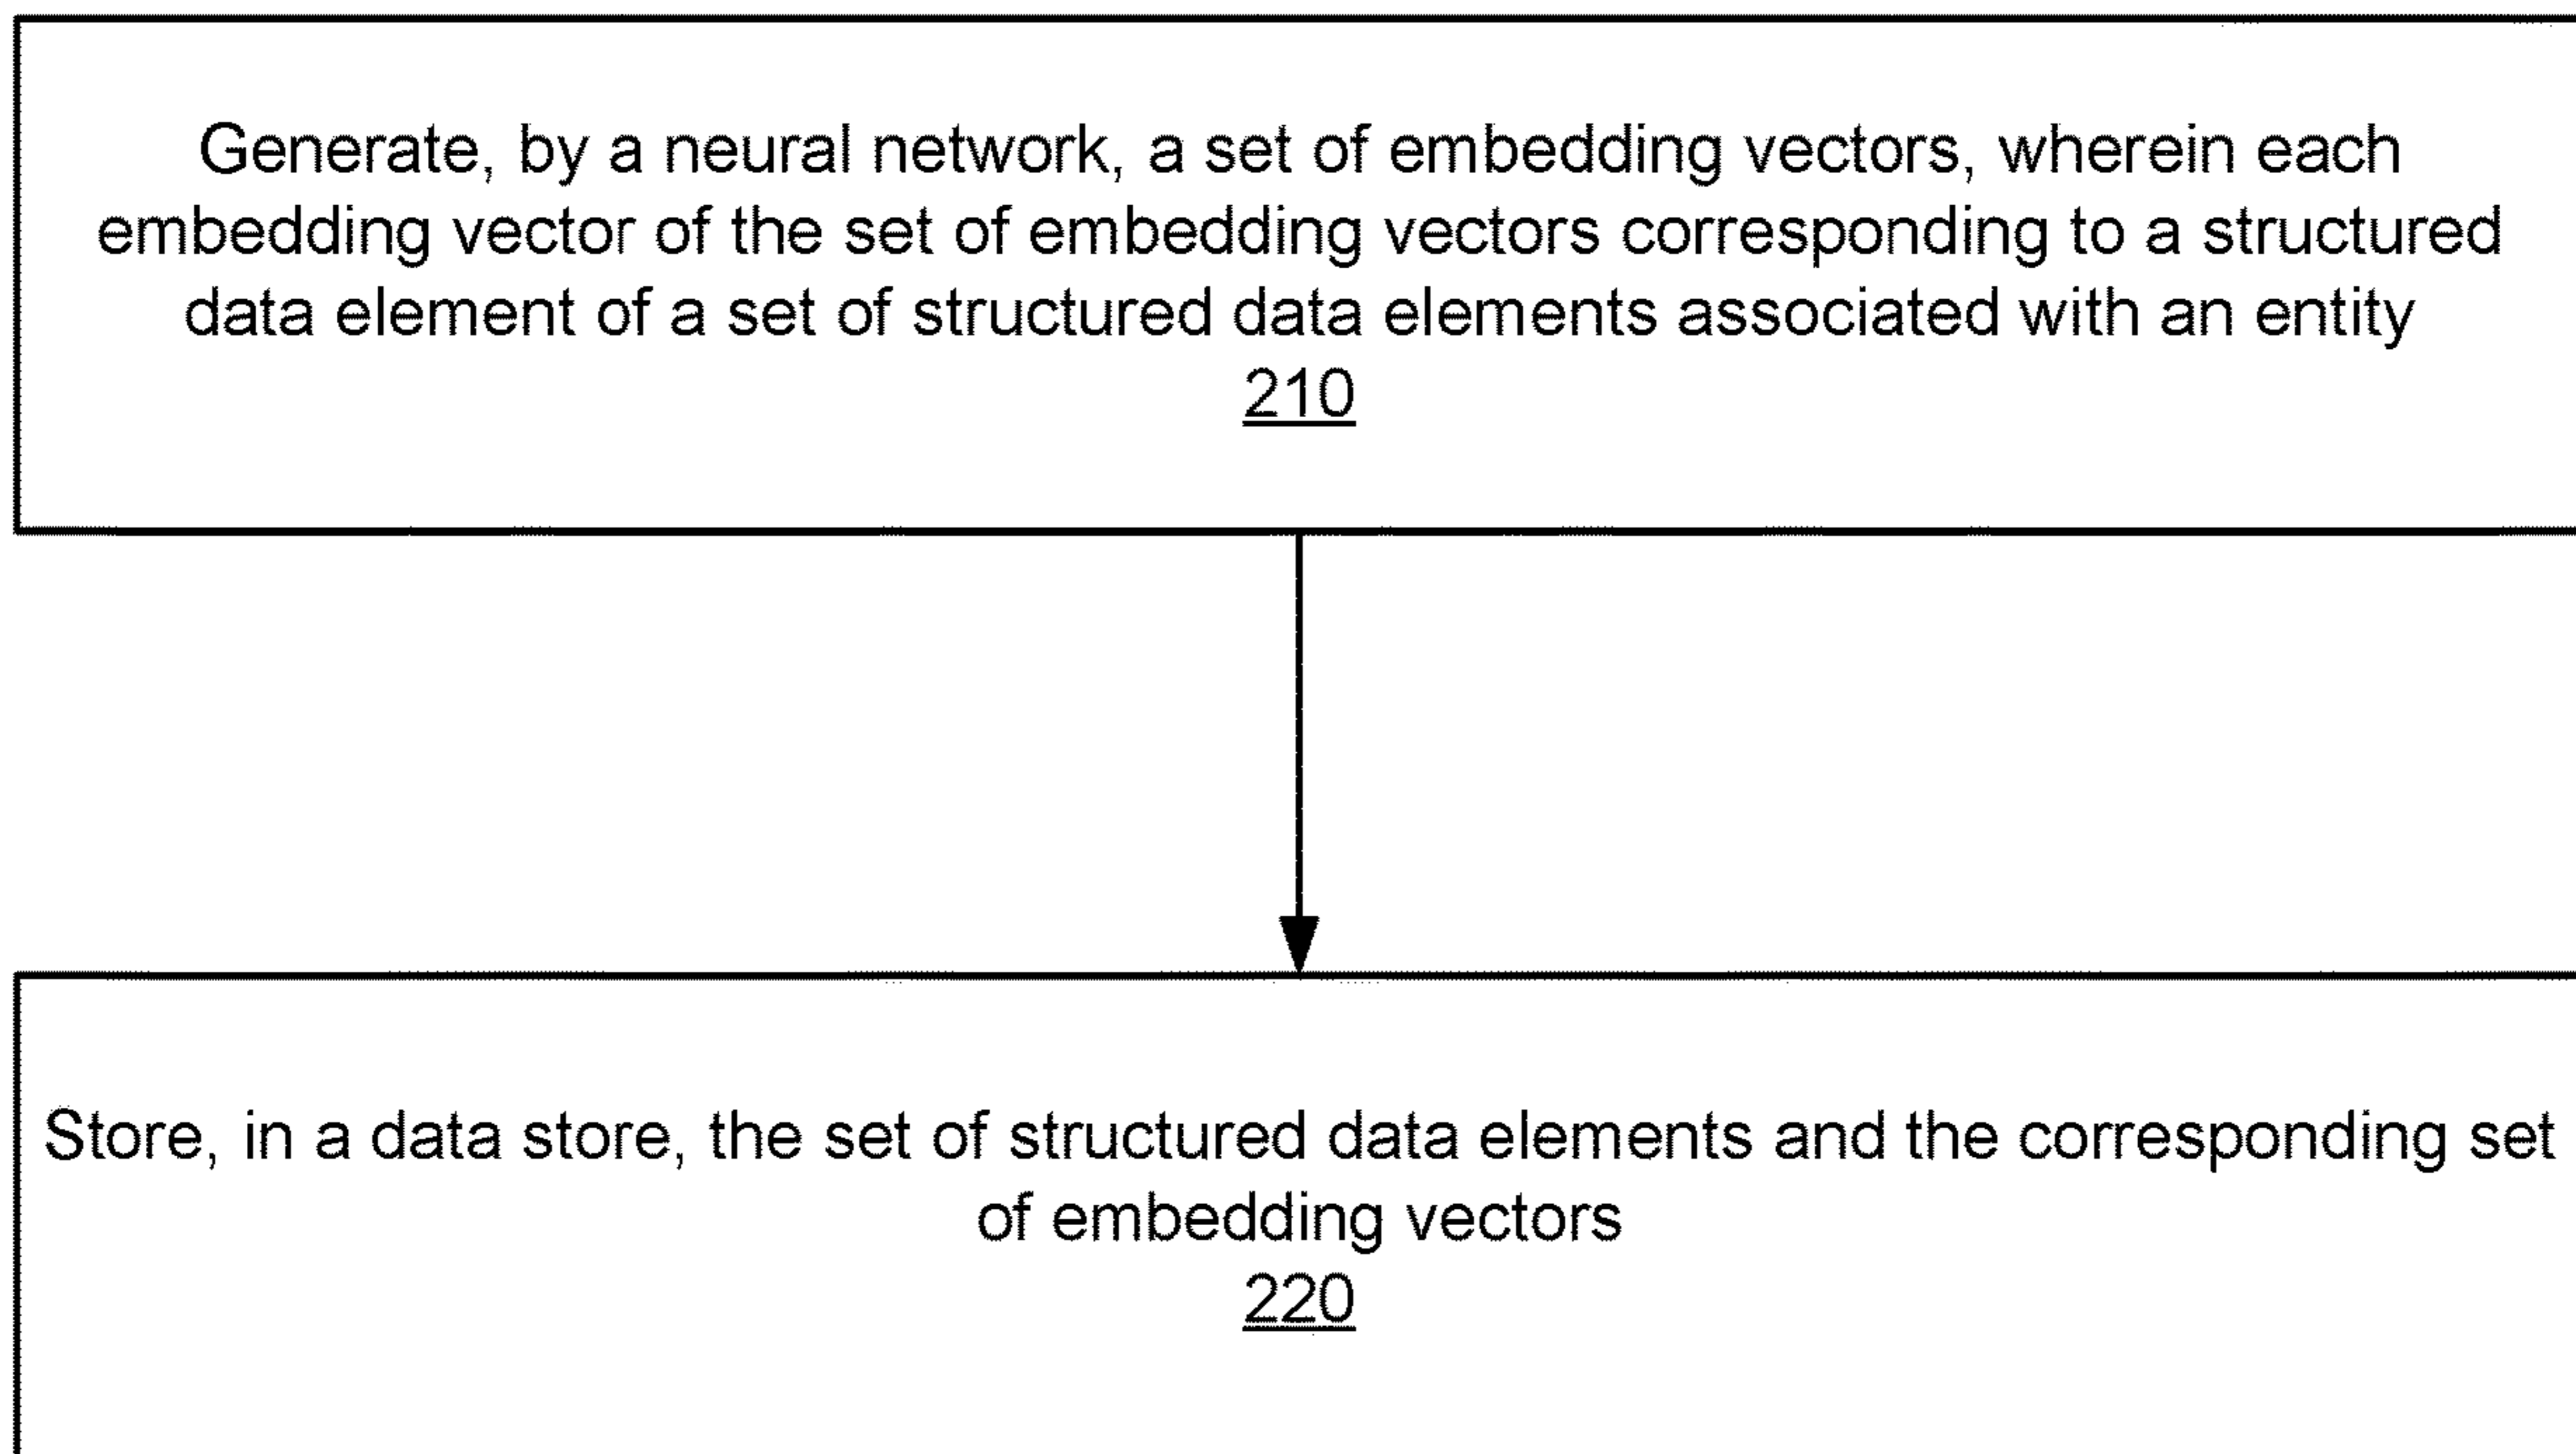 Generate, by a neural network, a set of embedding vectors, wherein each
embedding vector of the set of embedding vectors corresponding to a structured
data element of a set of structured data elements associated with an entity
210
Store, in a data store, the set of structured data elements and the corresponding set
of embedding vectors
220